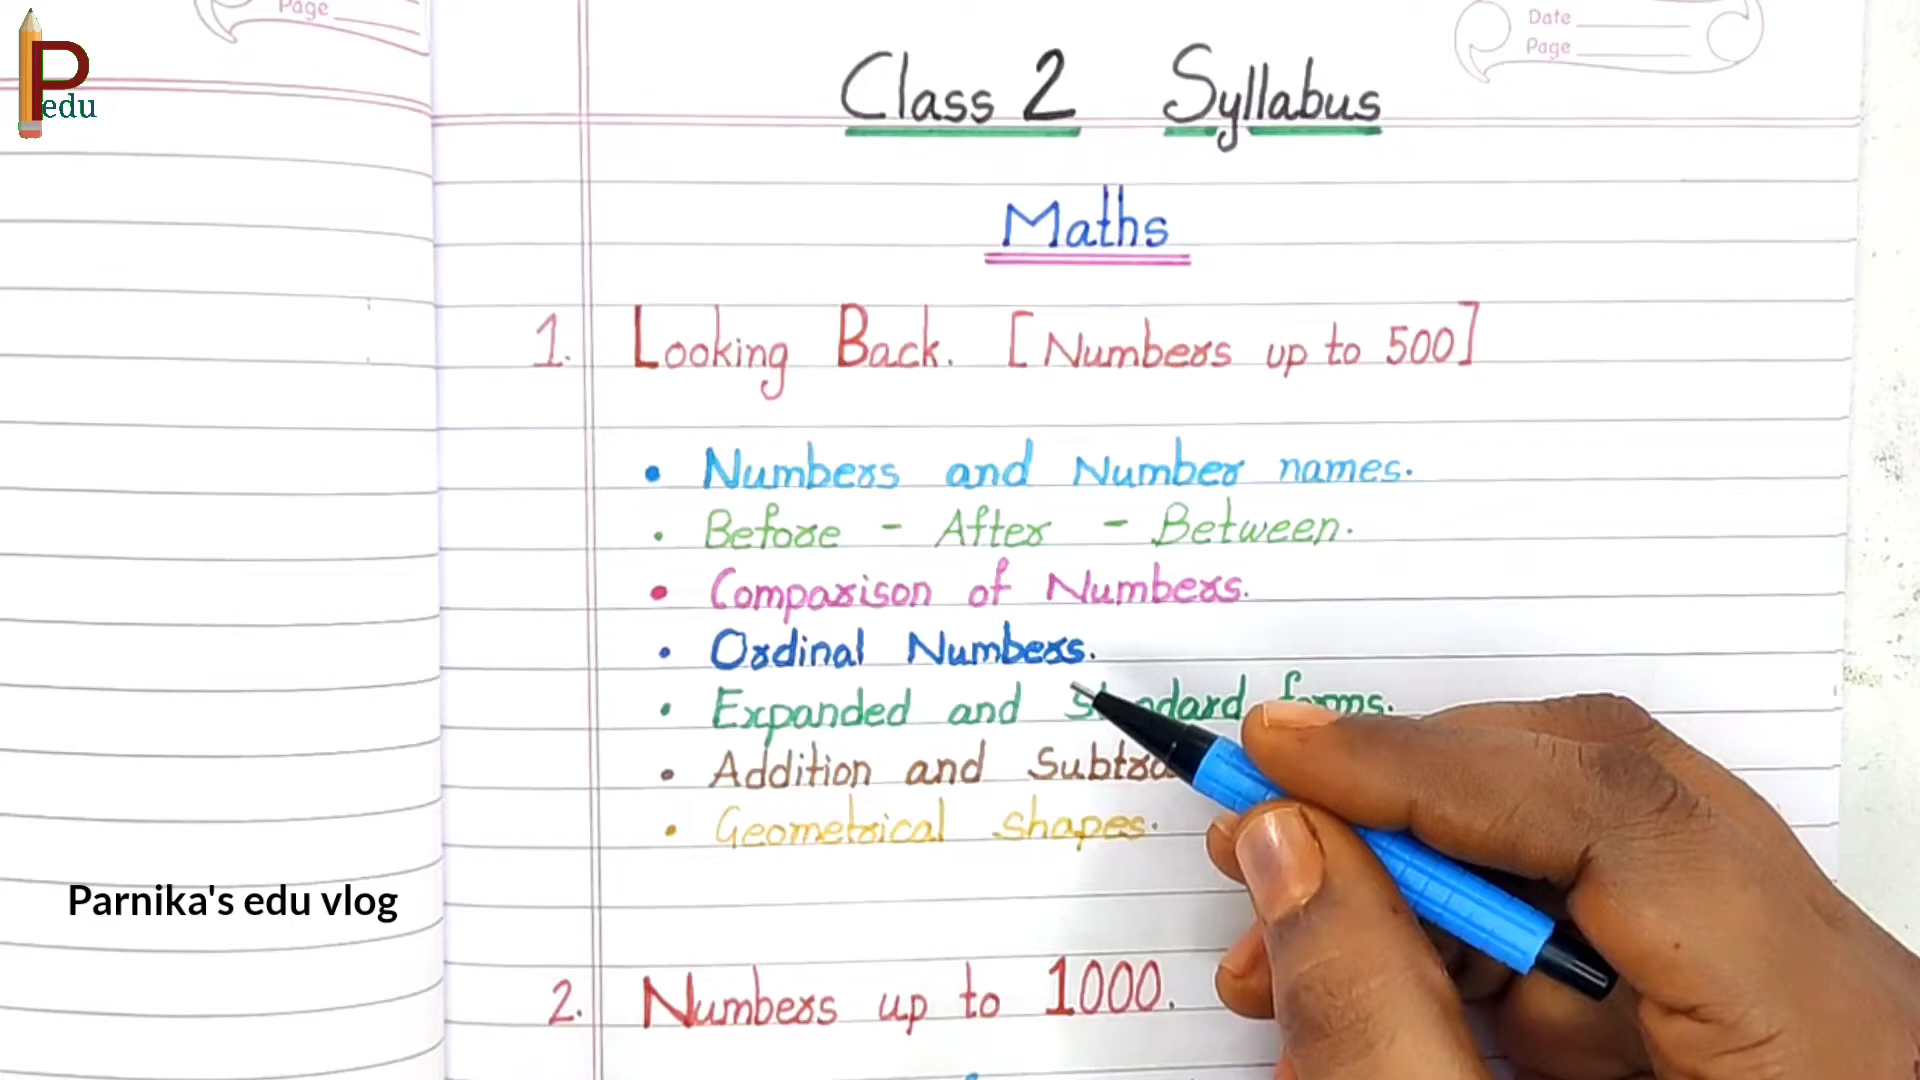 Page
Date
Page
P
edu
Class 2 Syllabus
Maths
1. Looking Back. [Numbers up to 500]
• Numbers and Number names.
• Before - After - Between.
• Comparison of Numbers.
• Ordinal Numbers.
• Expanded and Standard forms.
• Addition and
• Geometrical shapes.
Parnika's edu vlog
2. Numbers up to 1000.